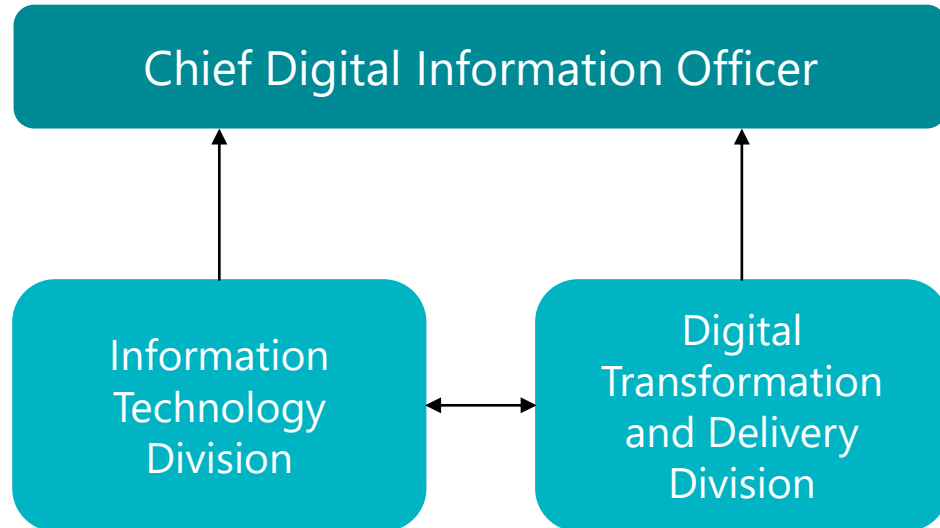 Chief Digital Information Officer
Information
Technology
Division
Digital
Transformation
and Delivery
Division